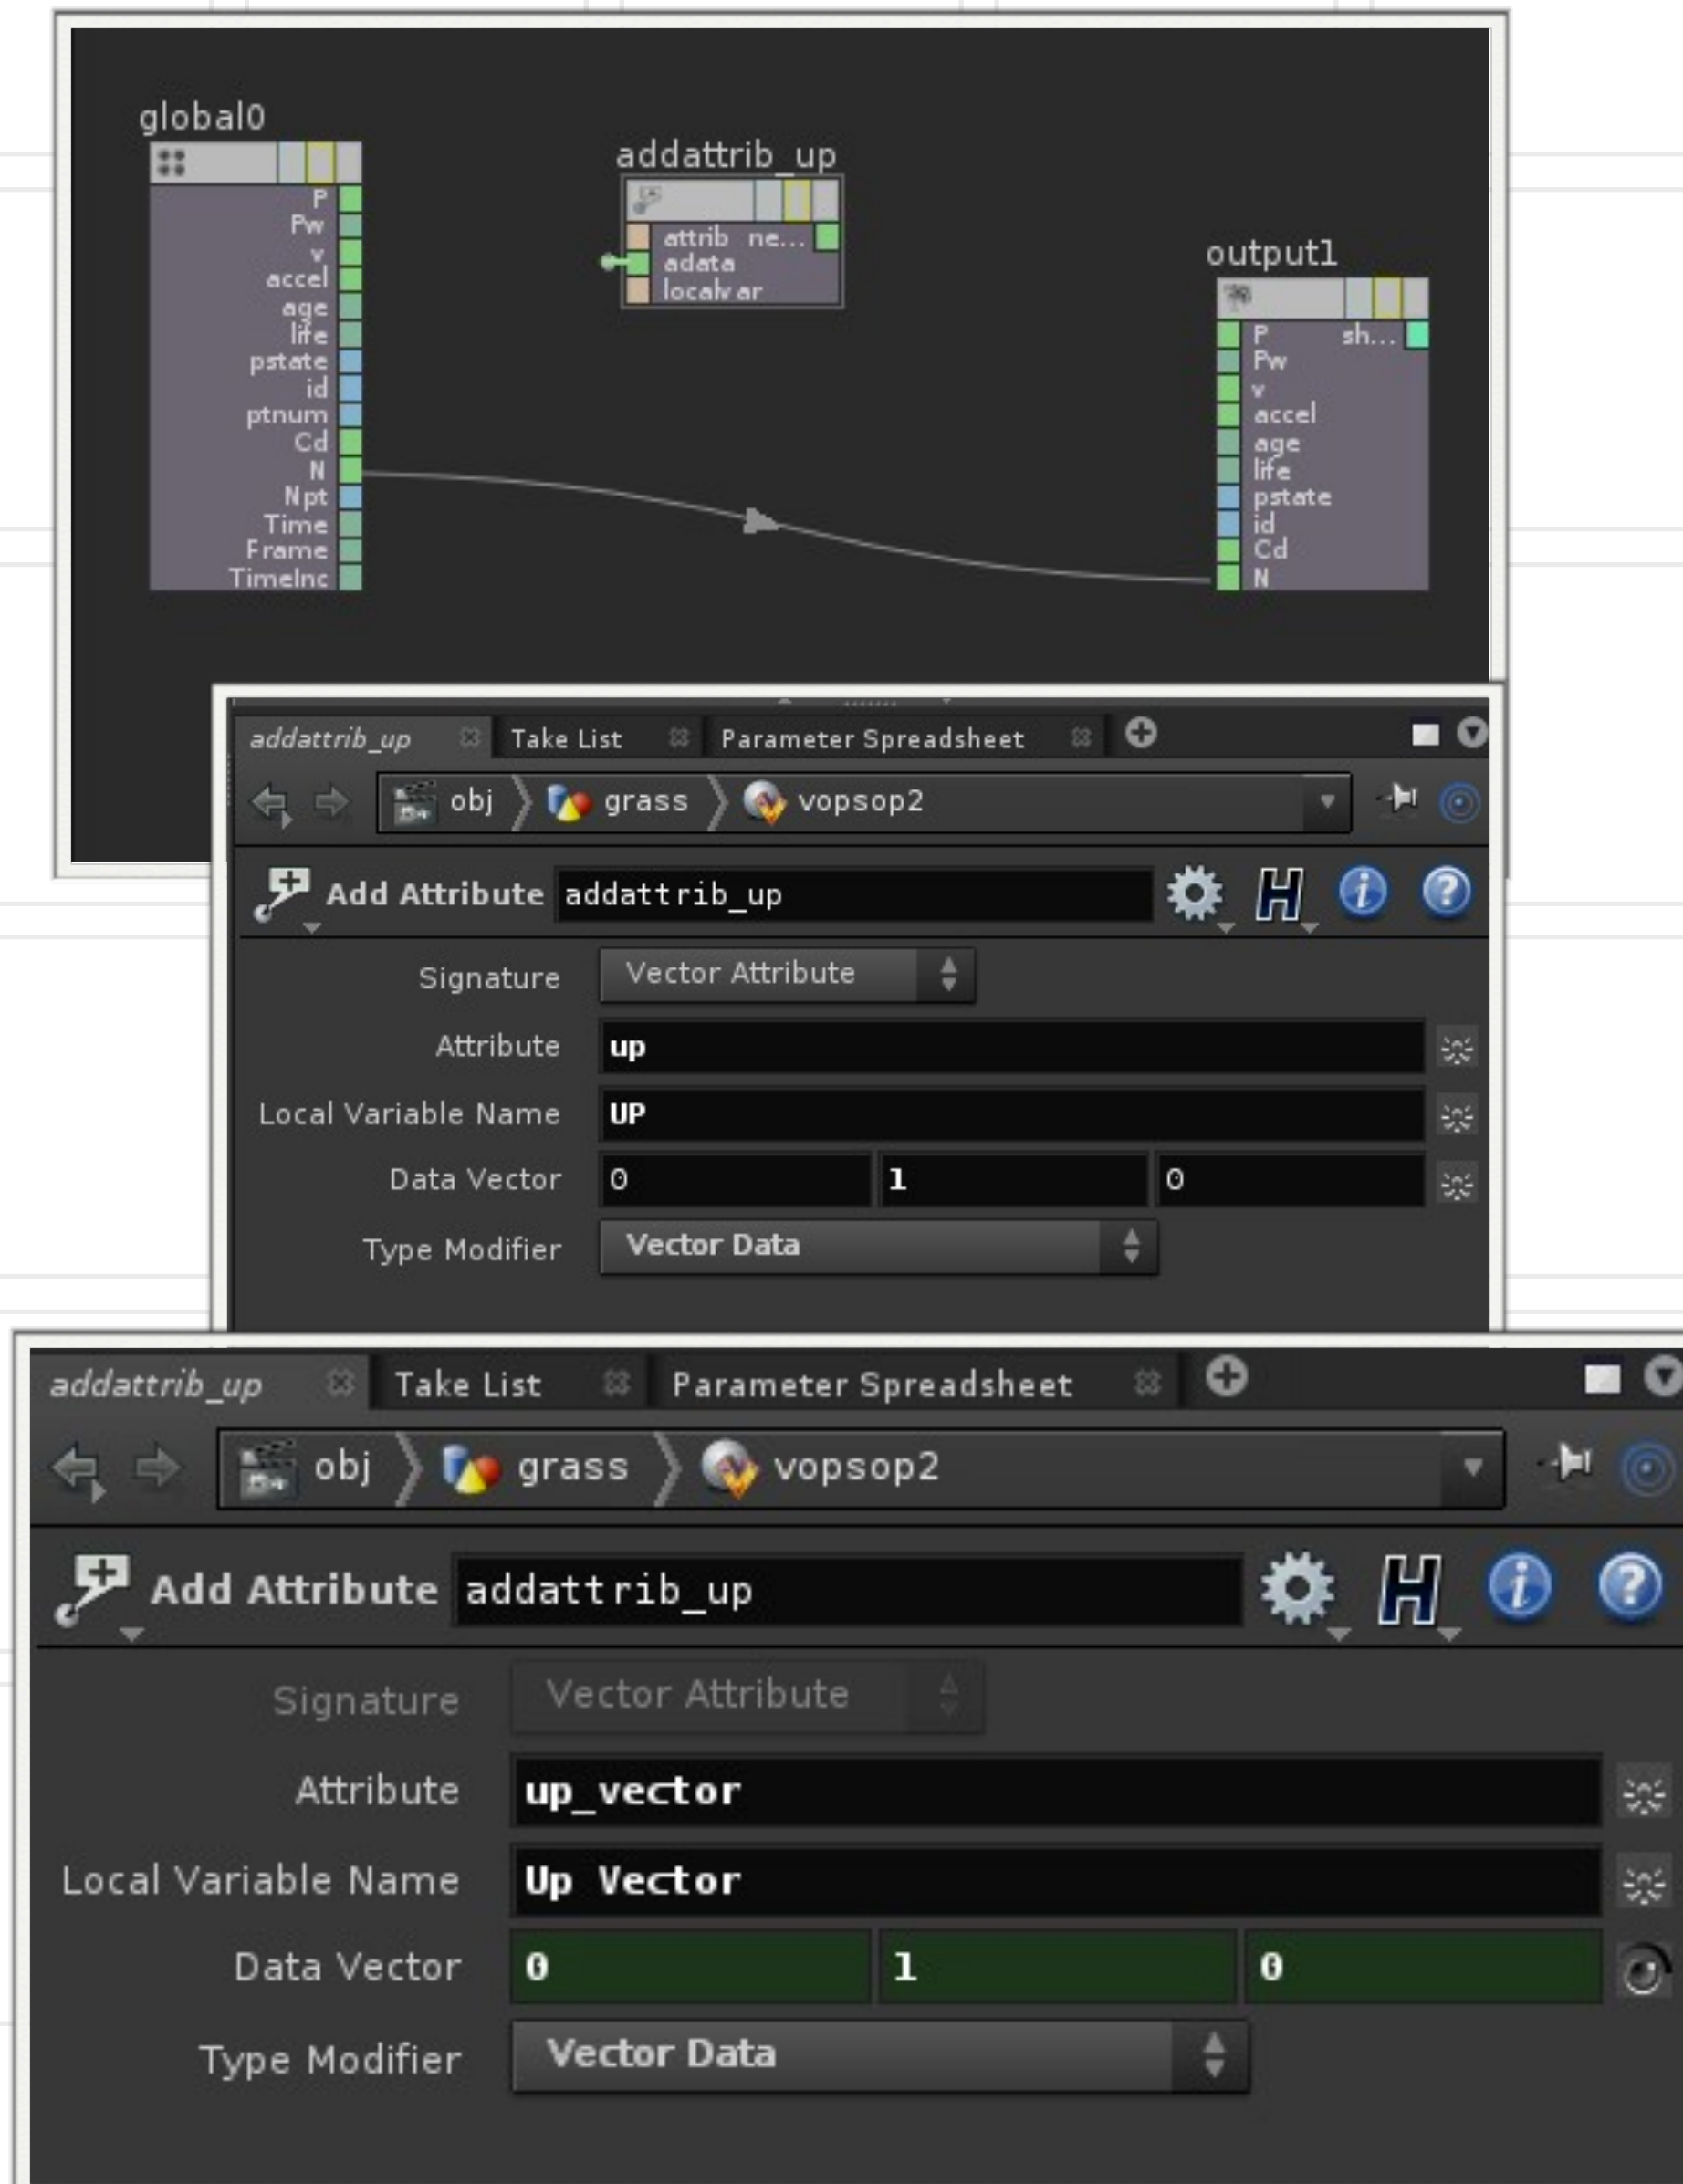 global0
P
Pw
v
accel
age
life
pstate
id
ptnum
Cd
N
Npt
Time
Frame
TimeInc
addattrib_up
attrib ne...
adata
localvar
output1
P sh...
Pw
v
accel
age
life
pstate
id
Cd
N
addattrib_up Take List Parameter Spreadsheet
obj grass vopsop2
Add Attribute addattrib_up
Signature Vector Attribute
Attribute up
Local Variable Name UP
Data Vector 0 1 0
Type Modifier Vector Data
addattrib_up Take List Parameter Spreadsheet
obj grass vopsop2
Add Attribute addattrib_up
Signature Vector Attribute
Attribute up_vector
Local Variable Name Up Vector
Data Vector 0 1 0
Type Modifier Vector Data